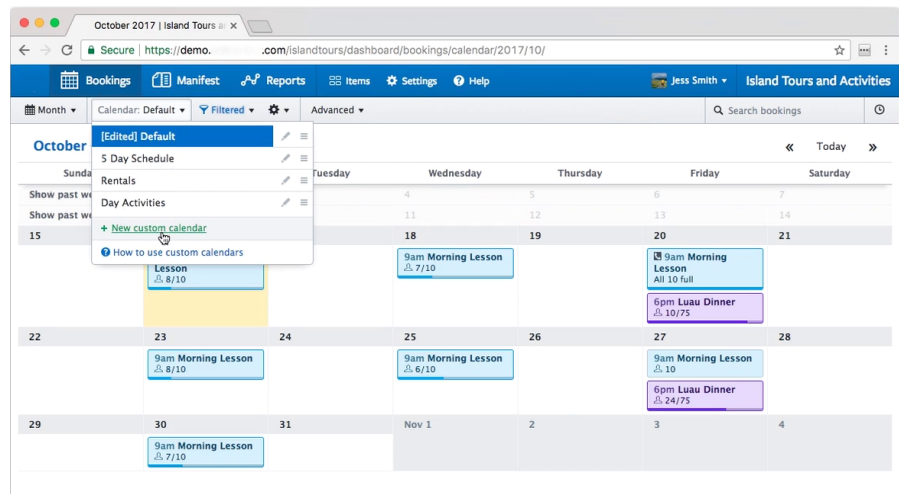 October 2017 | Island Tours a
Secure | https://demo. .com/islandtours/dashboard/bookings/calendar/2017/10/
Bookings Manifest Reports Items Settings Help Jess Smith Island Tours and Activities
Month Calendar: Default Filtered Advanced Search bookings
[Edited] Default
October « Today »
5 Day Schedule
Sunda Tuesday Wednesday Thursday Friday Saturday
Rentals
Show past we 4 5 6 7
Day Activities
Show past we 11 12 13 14
+ New custom calendar
15 18 19 20 21
How to use custom calendars
Lesson
8/10
9am Morning Lesson
7/10
9am Morning
Lesson
All 10 full
6pm Luau Dinner
10/75
22 23 24 25 26 27 28
9am Morning Lesson
8/10
9am Morning Lesson
6/10
9am Morning Lesson
10
6pm Luau Dinner
24/75
29 30 31 Nov 1 2 3 4
9am Morning Lesson
7/10